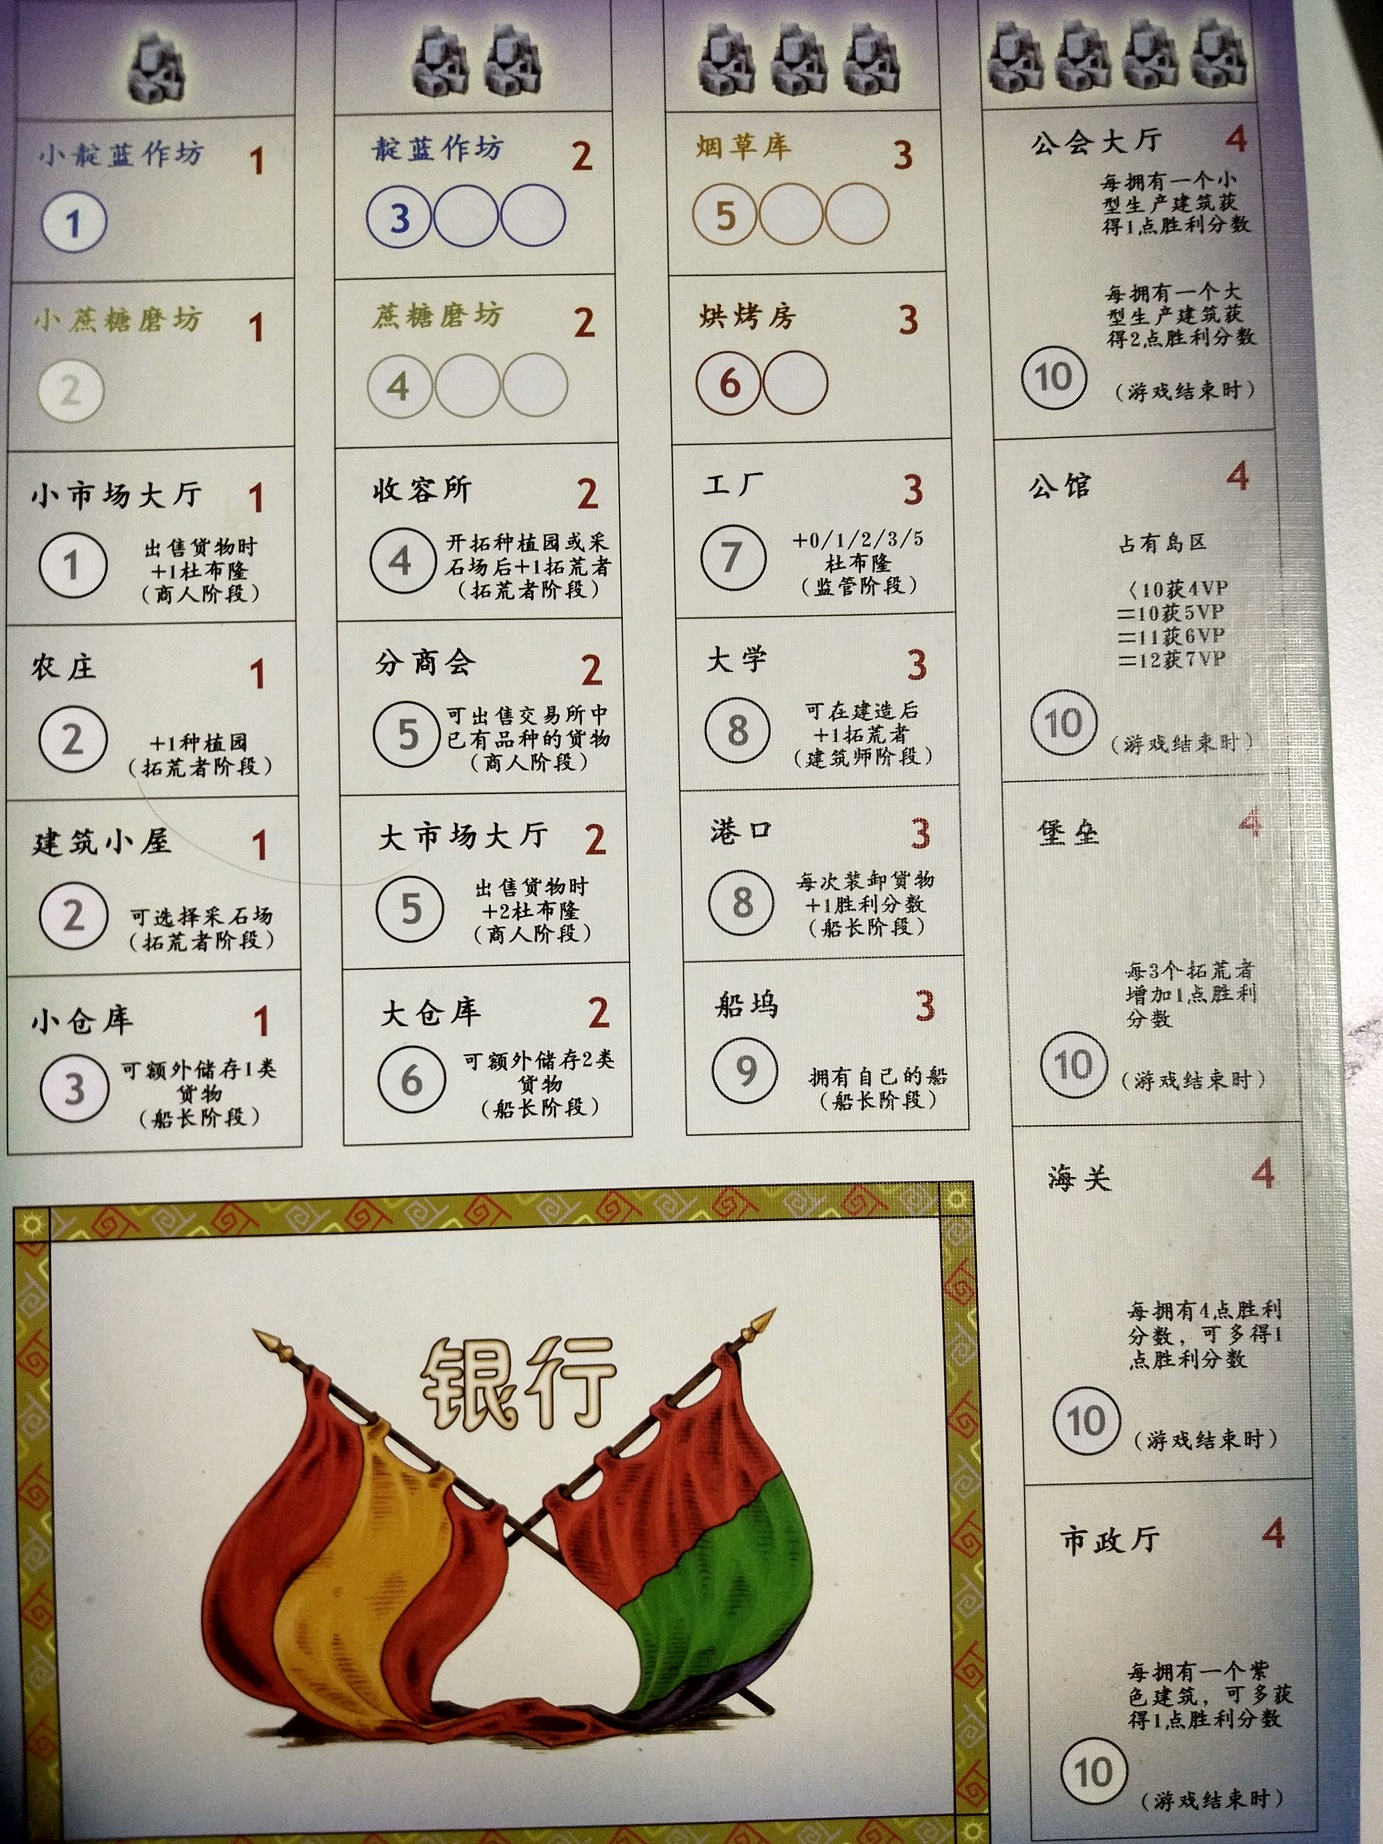 小靛蓝作坊 1
1
小蔗糖磨坊 1
2
小市场大厅 1
1
出售货物时
+1杜布隆
(商人阶段)
农庄 1
2
+1种植园
(拓荒者阶段)
建筑小屋 1
2
可选择采石场
(拓荒者阶段)
小仓库 1
3
可额外储存1类
货物
(船长阶段)
靛蓝作坊 2
3
蔗糖磨坊 2
4
收容所 2
4
开拓种植园或采
石场后+1拓荒者
(拓荒者阶段)
分商会 2
5
可出售交易所中
已有品种的货物
(商人阶段)
大市场大厅 2
5
出售货物时
+2杜布隆
(商人阶段)
大仓库 2
6
可额外储存2类
货物
(船长阶段)
烟草库 3
5
烘烤房 3
6
工厂 3
7
+0/1/2/3/5
杜布隆
(监管阶段)
大学 3
8
可在建造后
+1拓荒者
(建筑师阶段)
港口 3
8
每次装卸货物
+1胜利分数
(船长阶段)
船坞 3
9
拥有自己的船
(船长阶段)
公会大厅 4
每拥有一个小
型生产建筑获
得1点胜利分数
每拥有一个大
型生产建筑获
得2点胜利分数
10
(游戏结束时)
公馆 4
占有岛区
<10获4VP
=10获5VP
=11获6VP
=12获7VP
10
(游戏结束时)
堡垒 4
每3个拓荒者
增加1点胜利
分数
10
(游戏结束时)
海关 4
每拥有4点胜利
分数，可多得1
点胜利分数
10
(游戏结束时)
市政厅 4
每拥有一个紫
色建筑，可多获
得1点胜利分数
10
(游戏结束时)
银行